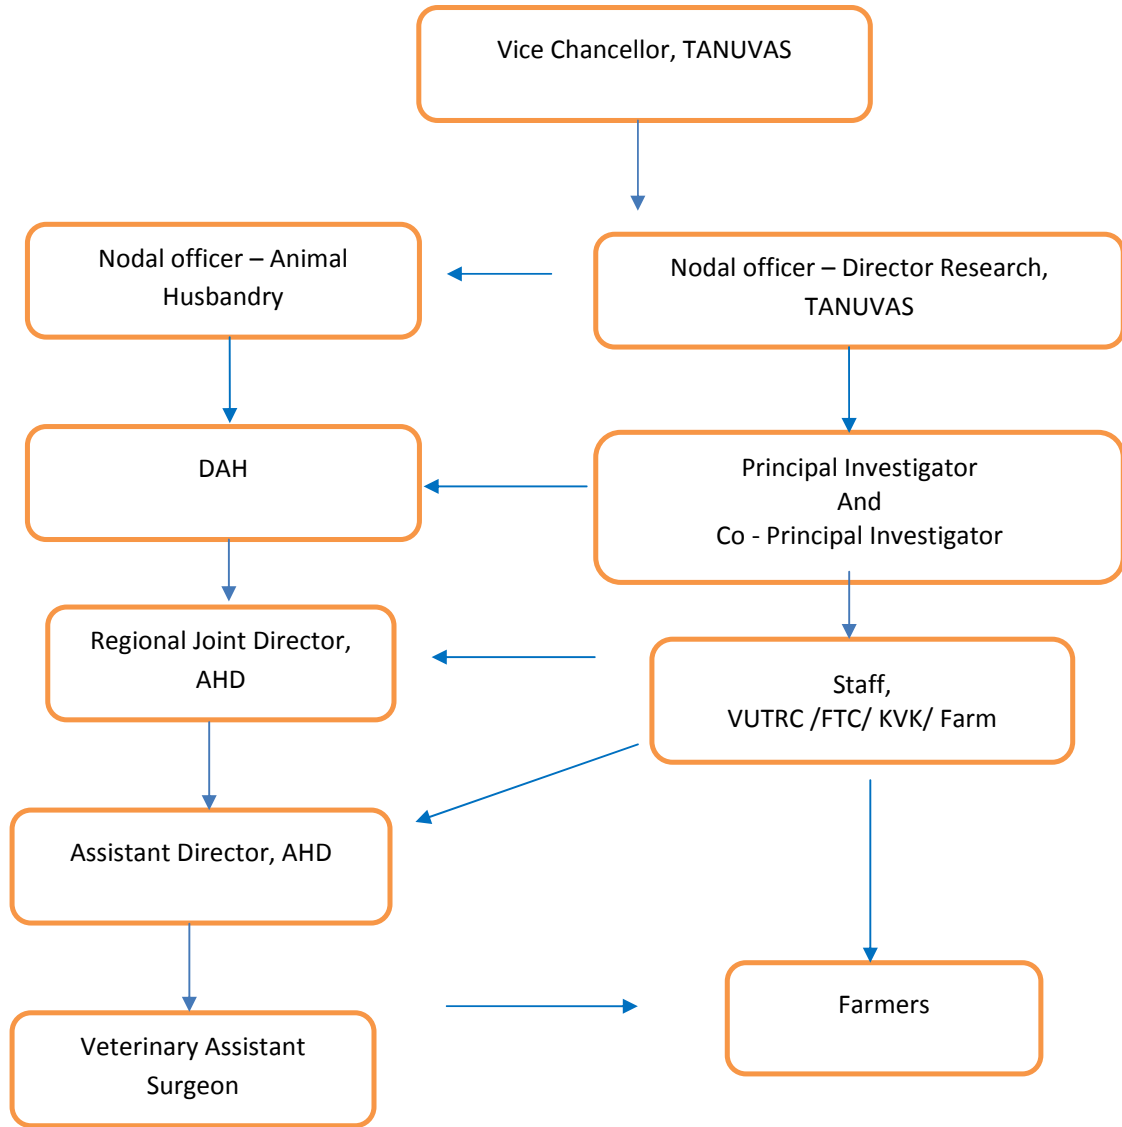 Vice Chancellor, TANUVAS
Nodal officer – Animal
Husbandry
Nodal officer – Director Research,
TANUVAS
DAH
Principal Investigator
And
Co - Principal Investigator
Regional Joint Director,
AHD
Staff,
VUTRC /FTC/ KVK/ Farm
Assistant Director, AHD
Farmers
Veterinary Assistant
Surgeon